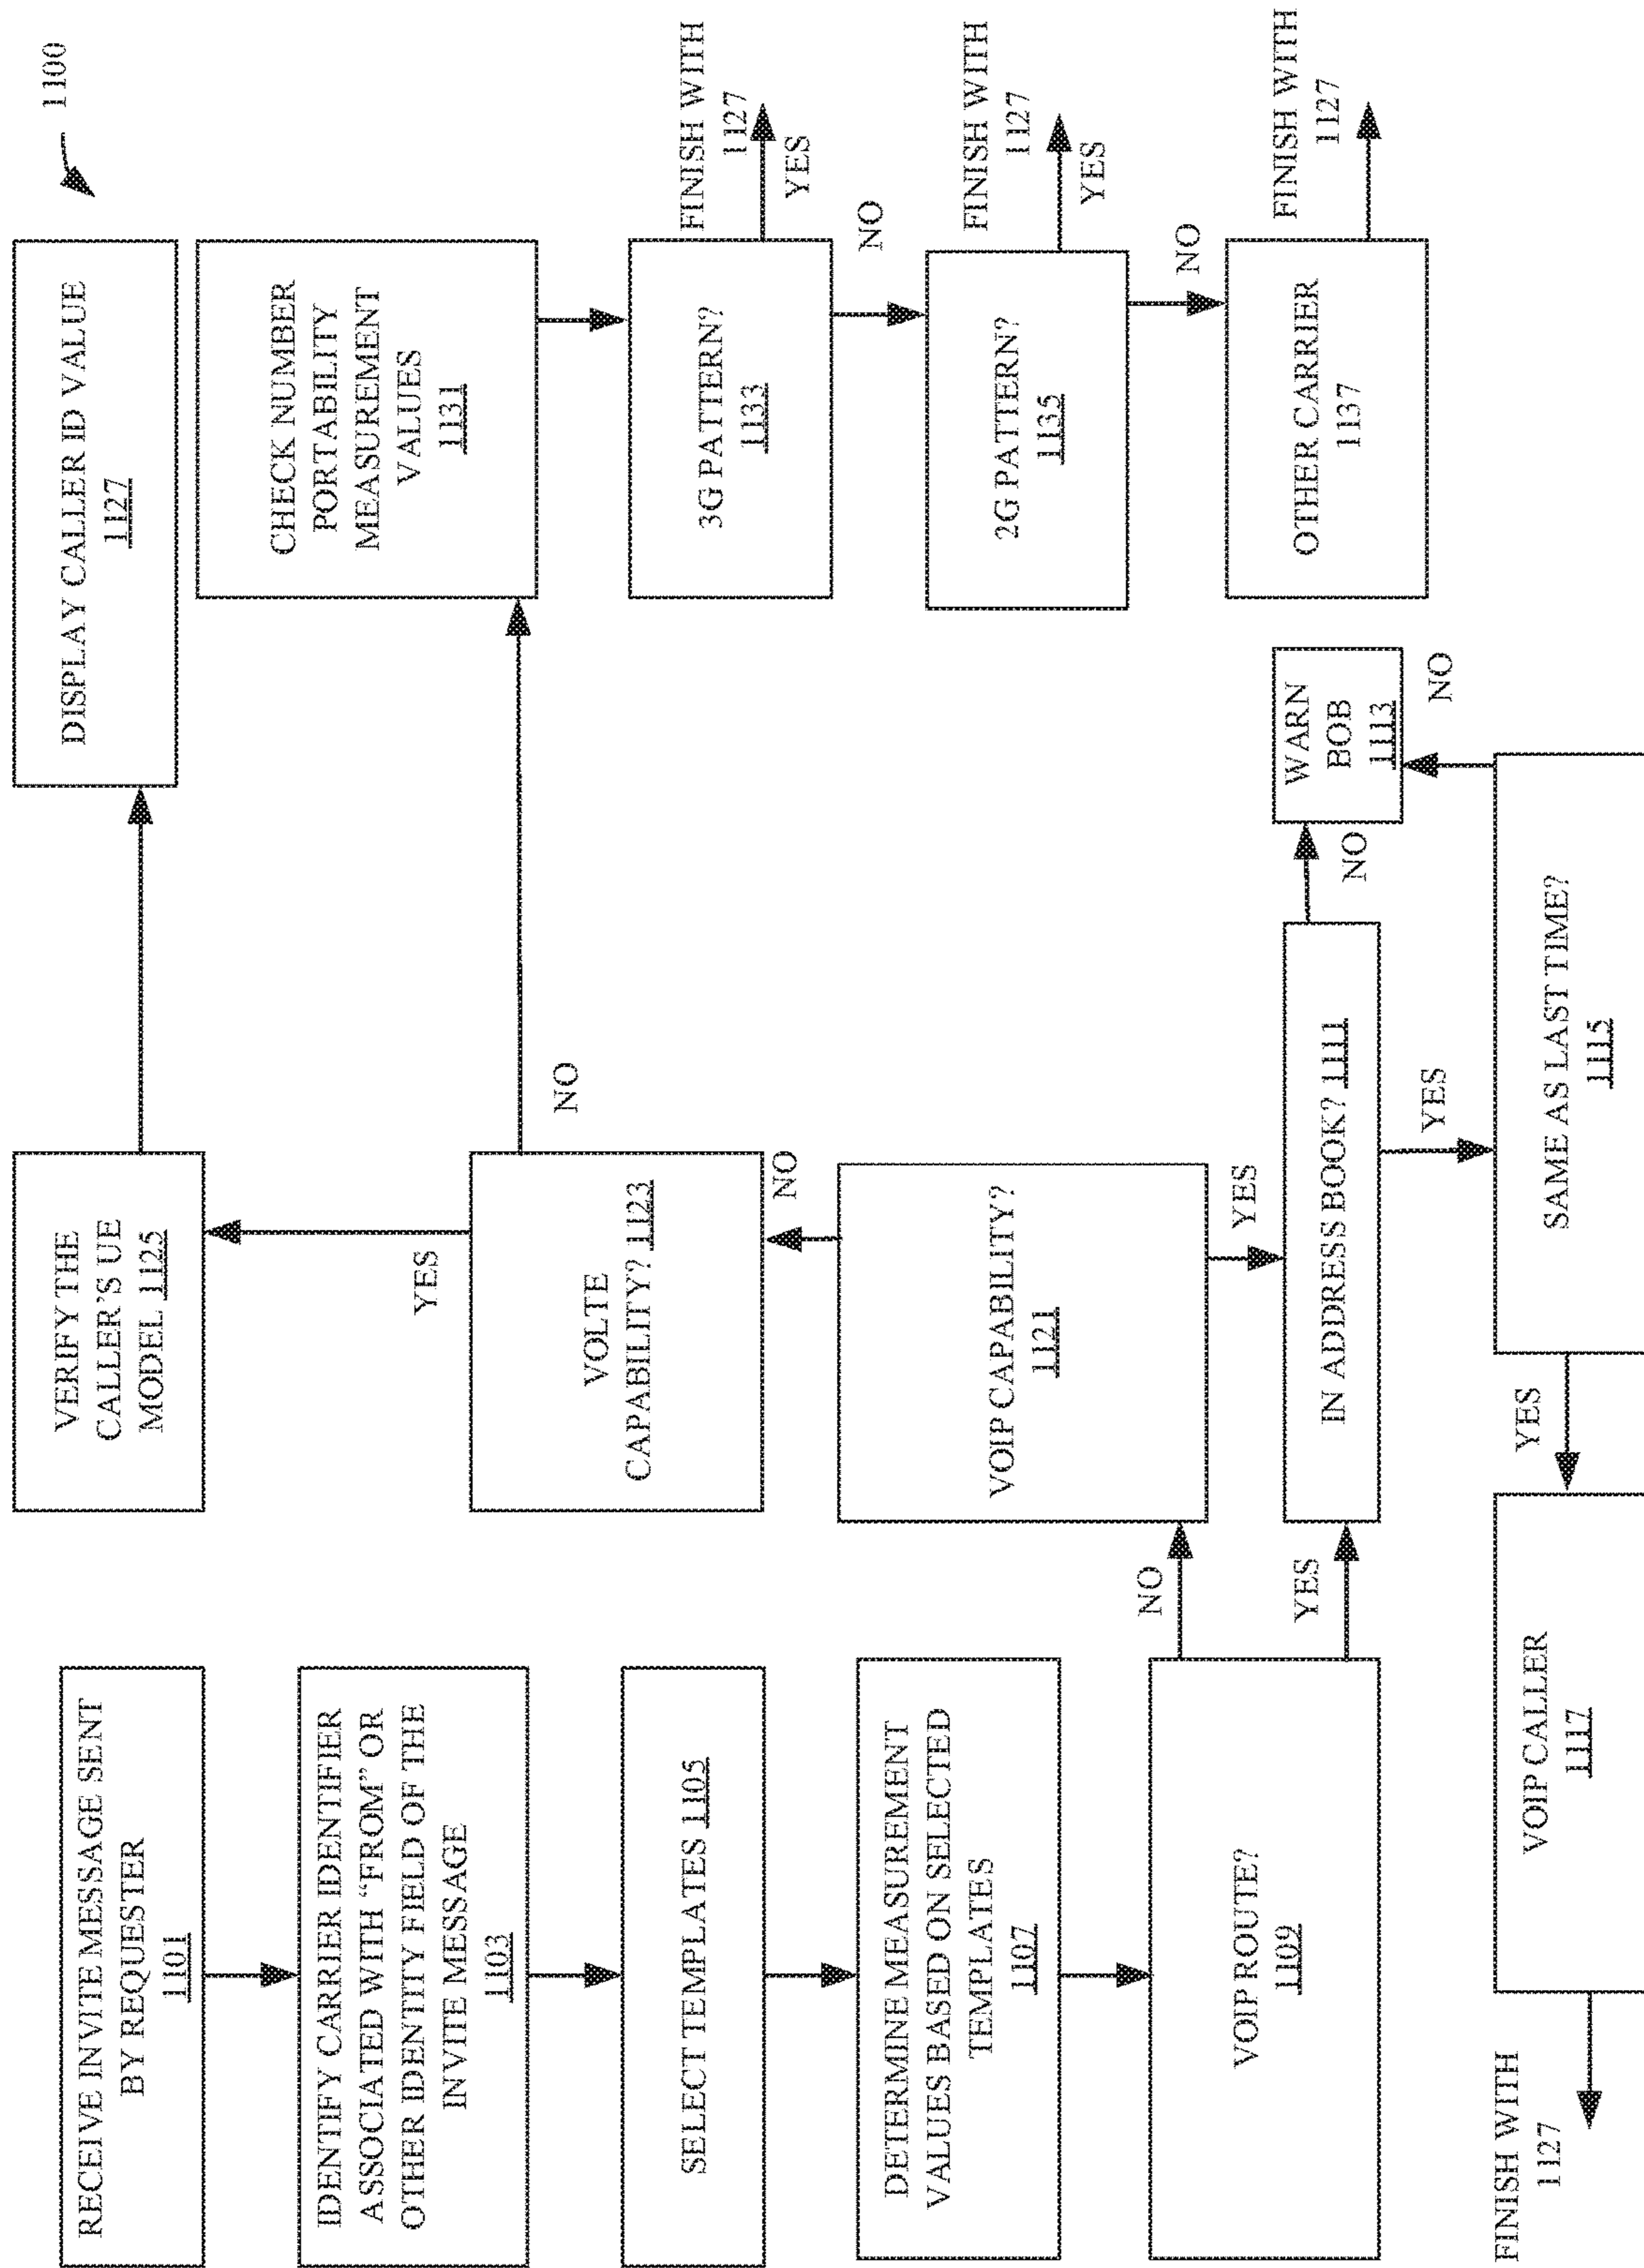 1100
RECEIVE INVITE MESSAGE SENT
BY REQUESTER
1101
IDENTIFY CARRIER IDENTIFIER
ASSOCIATED WITH “FROM” OR
OTHER IDENTITY FIELD OF THE
INVITE MESSAGE
1103
SELECT TEMPLATES 1105
DETERMINE MEASUREMENT
VALUES BASED ON SELECTED
TEMPLATES
1107
VOIP ROUTE?
1109
NO
YES
VERIFY THE
CALLER’S UE
MODEL 1125
YES
VOLTE
CAPABILITY? 1123
NO
NO
VOIP CAPABILITY?
1121
YES
IN ADDRESS BOOK? 1111
NO
YES
WARN
BOB
1113
NO
SAME AS LAST TIME?
1115
YES
VOIP CALLER
1117
FINISH WITH
1127
DISPLAY CALLER ID VALUE
1127
CHECK NUMBER
PORTABILITY
MEASUREMENT
VALUES
1131
3G PATTERN?
1133
FINISH WITH
1127
YES
NO
2G PATTERN?
1135
FINISH WITH
1127
YES
NO
OTHER CARRIER
1137
FINISH WITH
1127